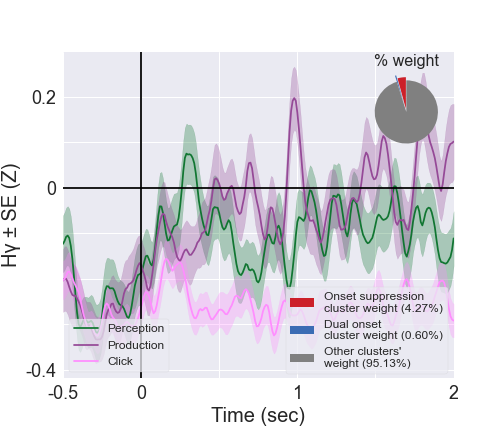 % weight
0.2
0
-0.4
Hγ ± SE (Z)
Perception
Production
Click
Onset suppression
cluster weight (4.27%)
Dual onset
cluster weight (0.60%)
Other clusters'
weight (95.13%)
-0.5
0
1
2
Time (sec)